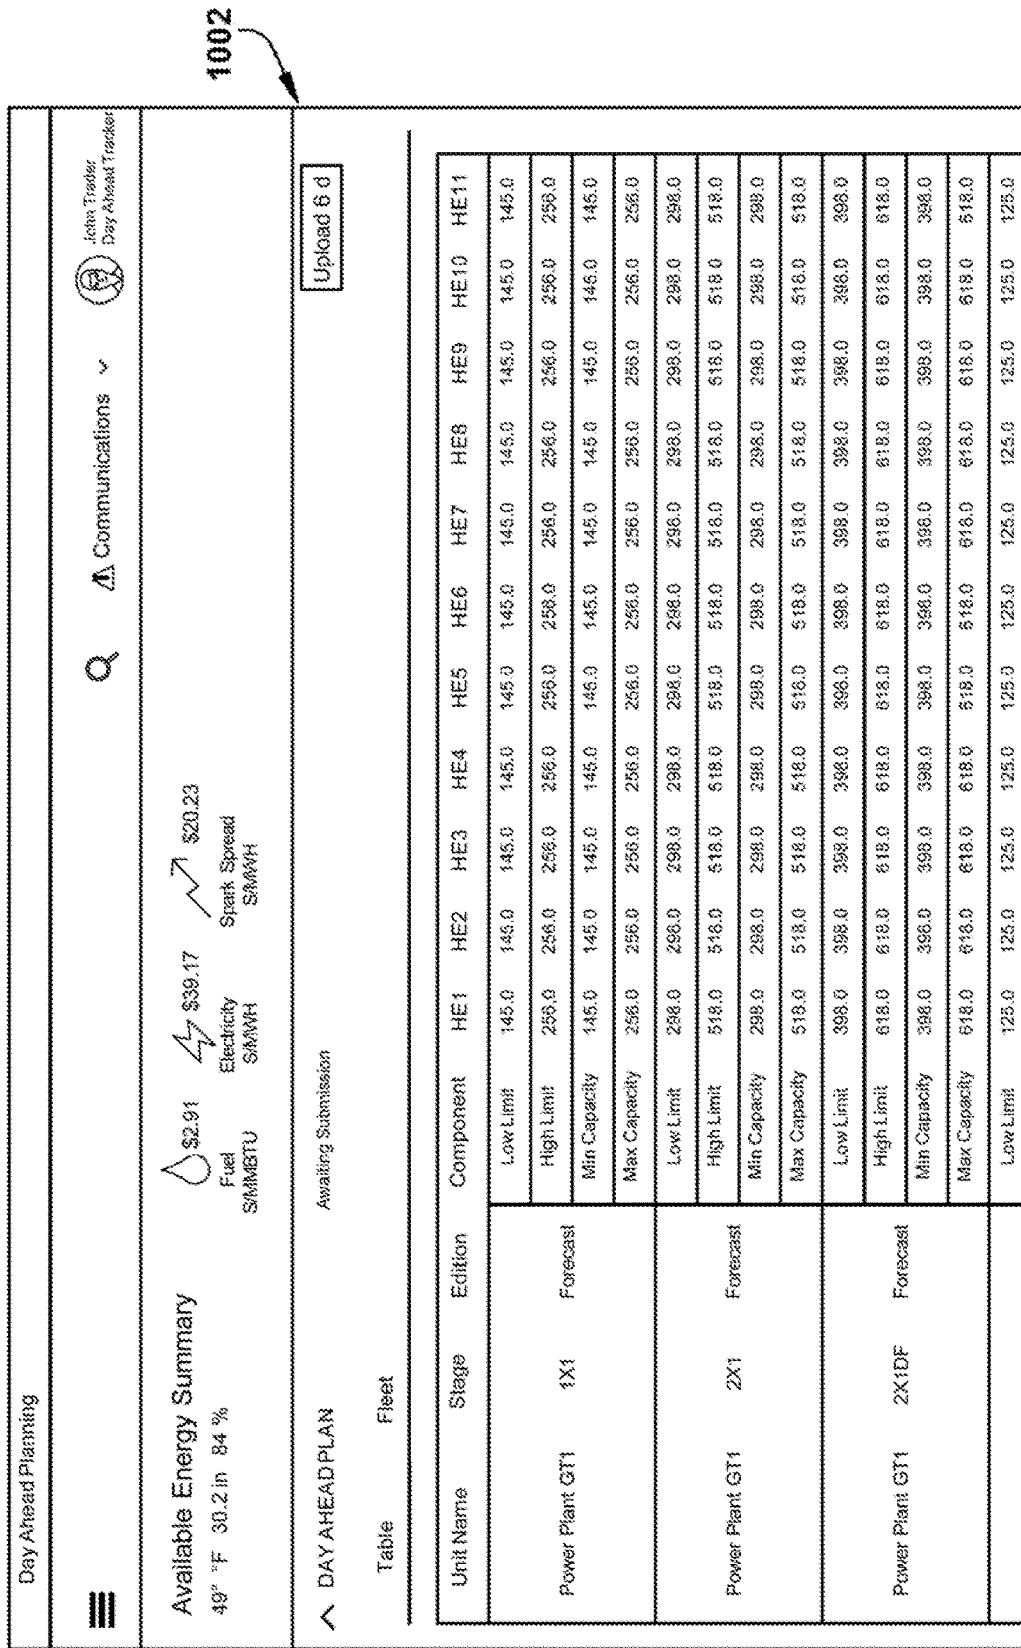 1002
Day Ahead Planning
Communications
John Trader
Day Ahead Tracker
Available Energy Summary
49° °F 30.2 in 84 %
$2.91
Fuel
S/MMBTU
$39.17
Electricity
S/MWH
$20.23
Spark Spread
S/MWH
DAY AHEAD PLAN
Awaiting Submission
Upload 6 d
Table Fleet
Unit Name Stage Edition Component HE1 HE2 HE3 HE4 HE5 HE6 HE7 HE8 HE9 HE10 HE11
Low Limit 145.0 145.0 145.0 145.0 145.0 145.0 145.0 145.0 145.0 145.0 145.0
High Limit 256.0 256.0 256.0 256.0 256.0 256.0 256.0 256.0 256.0 256.0 256.0
Power Plant GT1 1X1 Forecast
Min Capacity 145.0 145.0 145.0 145.0 145.0 145.0 145.0 145.0 145.0 145.0 145.0
Max Capacity 256.0 256.0 256.0 256.0 256.0 256.0 256.0 256.0 256.0 256.0 256.0
Low Limit 298.0 298.0 298.0 298.0 298.0 298.0 298.0 298.0 298.0 298.0 298.0
High Limit 518.0 518.0 518.0 518.0 518.0 518.0 518.0 518.0 518.0 518.0 518.0
Power Plant GT1 2X1 Forecast
Min Capacity 298.0 298.0 298.0 298.0 298.0 298.0 298.0 298.0 298.0 298.0 298.0
Max Capacity 518.0 518.0 518.0 518.0 518.0 518.0 518.0 518.0 518.0 518.0 518.0
Low Limit 398.0 398.0 398.0 398.0 398.0 398.0 398.0 398.0 398.0 398.0 398.0
High Limit 618.0 618.0 618.0 618.0 618.0 618.0 618.0 618.0 618.0 618.0 618.0
Power Plant GT1 2X1DF Forecast
Min Capacity 398.0 398.0 398.0 398.0 398.0 398.0 398.0 398.0 398.0 398.0 398.0
Max Capacity 618.0 618.0 618.0 618.0 618.0 618.0 618.0 618.0 618.0 618.0 618.0
Low Limit 125.0 125.0 125.0 125.0 125.0 125.0 125.0 125.0 125.0 125.0 125.0